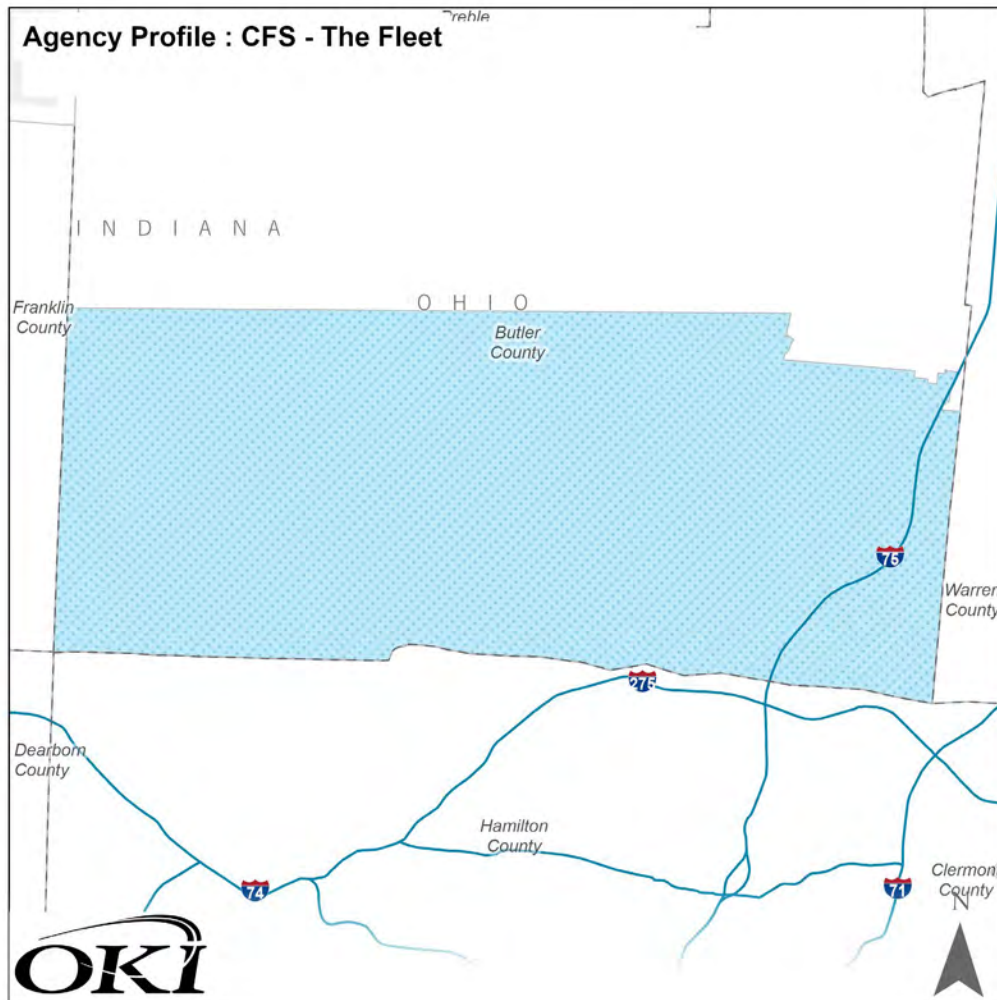 Preble
Agency Profile : CFS - The Fleet
INDIANA
OHIO
Franklin
County
Butler
County
75
Warren
County
275
Dearborn
County
Hamilton
County
74
71
Clermont
County
N
OKI